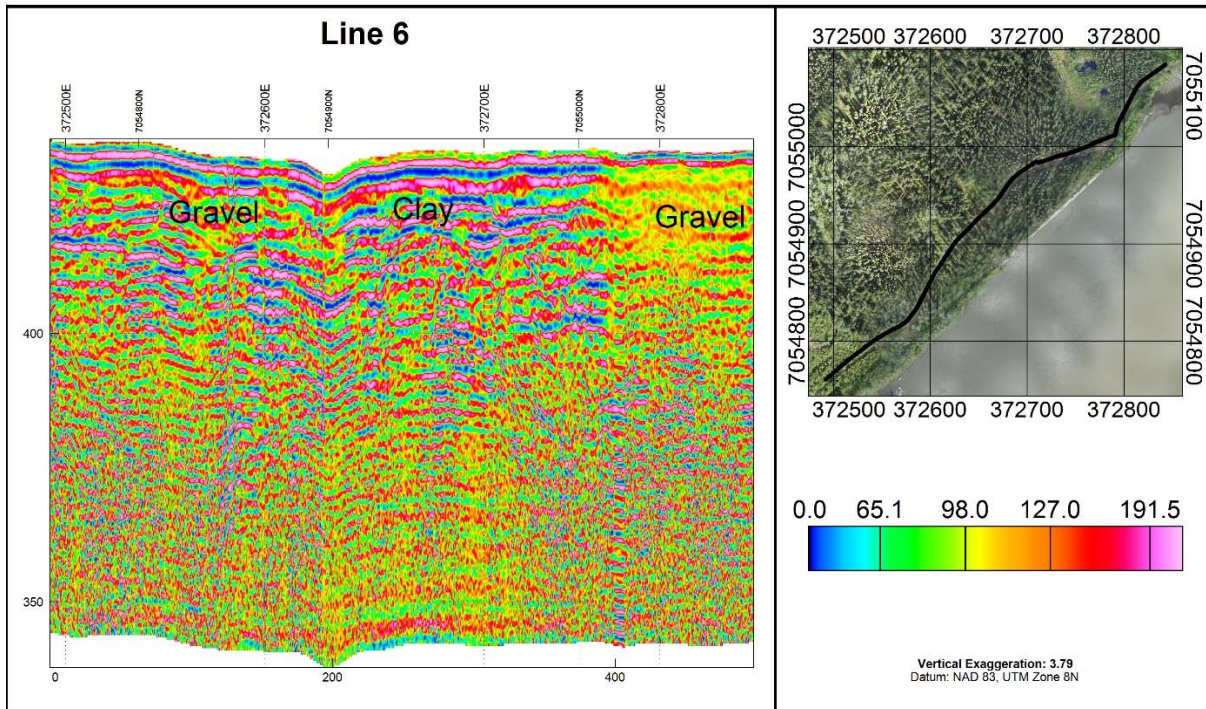 Line 6
372500E
7054800N
372600E
7054900N
372700E
7055000N
372800E
Gravel
Clay
Gravel
400
350
0 200 400
372500 372600 372700 372800
7055000
7054900
7054800
7055100
7054900
7054800
372500 372600 372700 372800
0.0 65.1 98.0 127.0 191.5
Vertical Exaggeration: 3.79
Datum: NAD 83, UTM Zone 8N